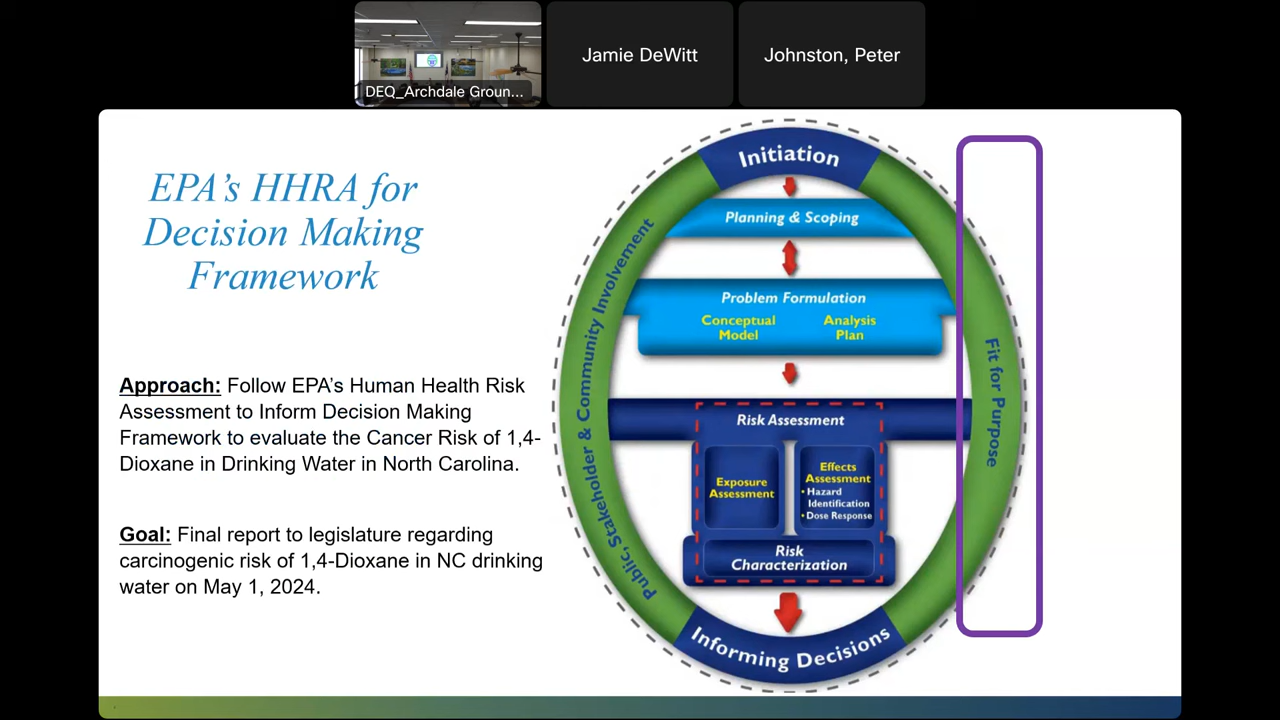 DEQ_Archdale Groun...
Jamie DeWitt
Johnston, Peter
EPA's HHRA for
Decision Making
Framework
Approach: Follow EPA's Human Health Risk
Assessment to Inform Decision Making
Framework to evaluate the Cancer Risk of 1,4-
Dioxane in Drinking Water in North Carolina.
Goal: Final report to legislature regarding
carcinogenic risk of 1,4-Dioxane in NC drinking
water on May 1, 2024.
Initiation
Planning & Scoping
Problem Formulation
Conceptual
Model
Analysis
Plan
Public, Stakeholder & Community Involvement
Fit for Purpose
Risk Assessment
Exposure
Assessment
Effects
Assessment
• Hazard
Identification
• Dose Response
Risk
Characterization
Informing Decisions